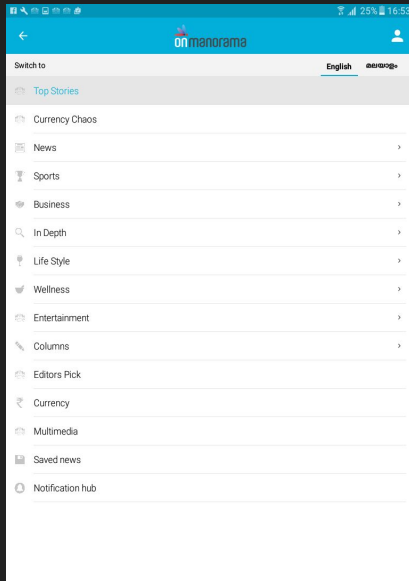 25% 16:53
onmanorama
Switch to English മലയാളം
Top Stories
Currency Chaos
News
Sports
Business
In Depth
Life Style
Wellness
Entertainment
Columns
Editors Pick
Currency
Multimedia
Saved news
Notification hub